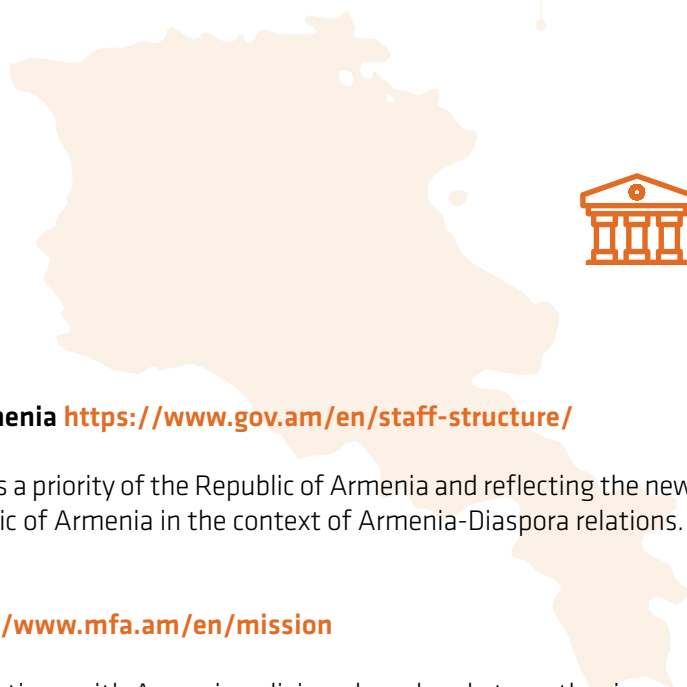 enia https://www.gov.am/en/staff-structure/
s a priority of the Republic of Armenia and reflecting the new
ic of Armenia in the context of Armenia-Diaspora relations.
/www.mfa.am/en/mission